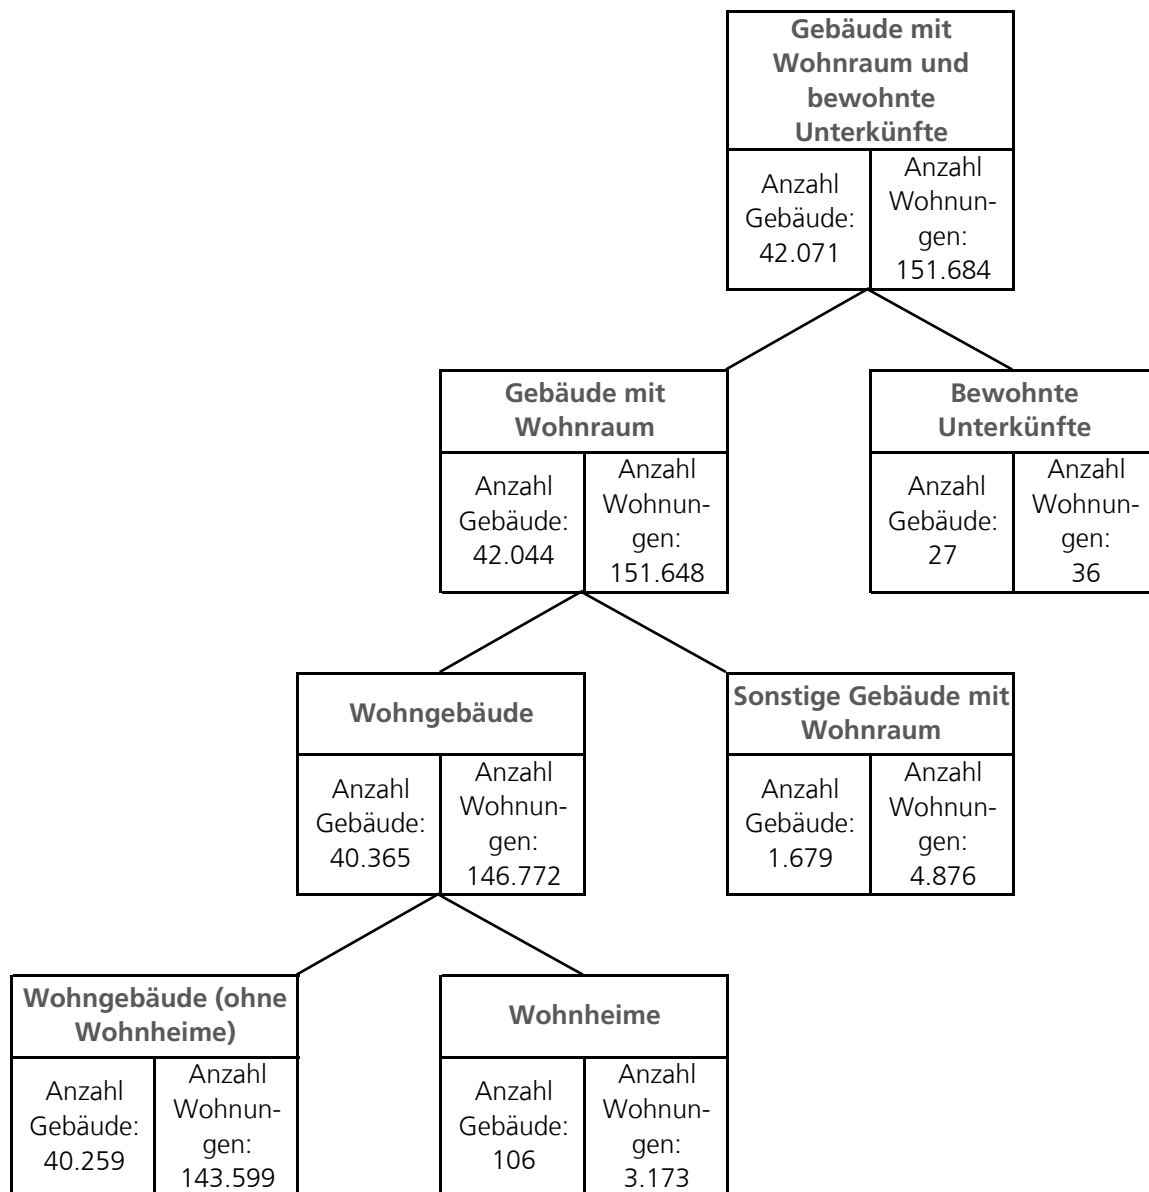 Gebäude mit
Wohnraum und
bewohnte
Unterkünfte
Anzahl
Gebäude:
42.071
Anzahl
Wohnun-
gen:
151.684
Gebäude mit
Wohnraum
Anzahl
Gebäude:
42.044
Anzahl
Wohnun-
gen:
151.648
Bewohnte
Unterkünfte
Anzahl
Gebäude:
27
Anzahl
Wohnun-
gen:
36
Wohngebäude
Anzahl
Gebäude:
40.365
Anzahl
Wohnun-
gen:
146.772
Sonstige Gebäude mit
Wohnraum
Anzahl
Gebäude:
1.679
Anzahl
Wohnun-
gen:
4.876
Wohngebäude (ohne
Wohnheime)
Anzahl
Gebäude:
40.259
Anzahl
Wohnun-
gen:
143.599
Wohnheime
Anzahl
Gebäude:
106
Anzahl
Wohnun-
gen:
3.173